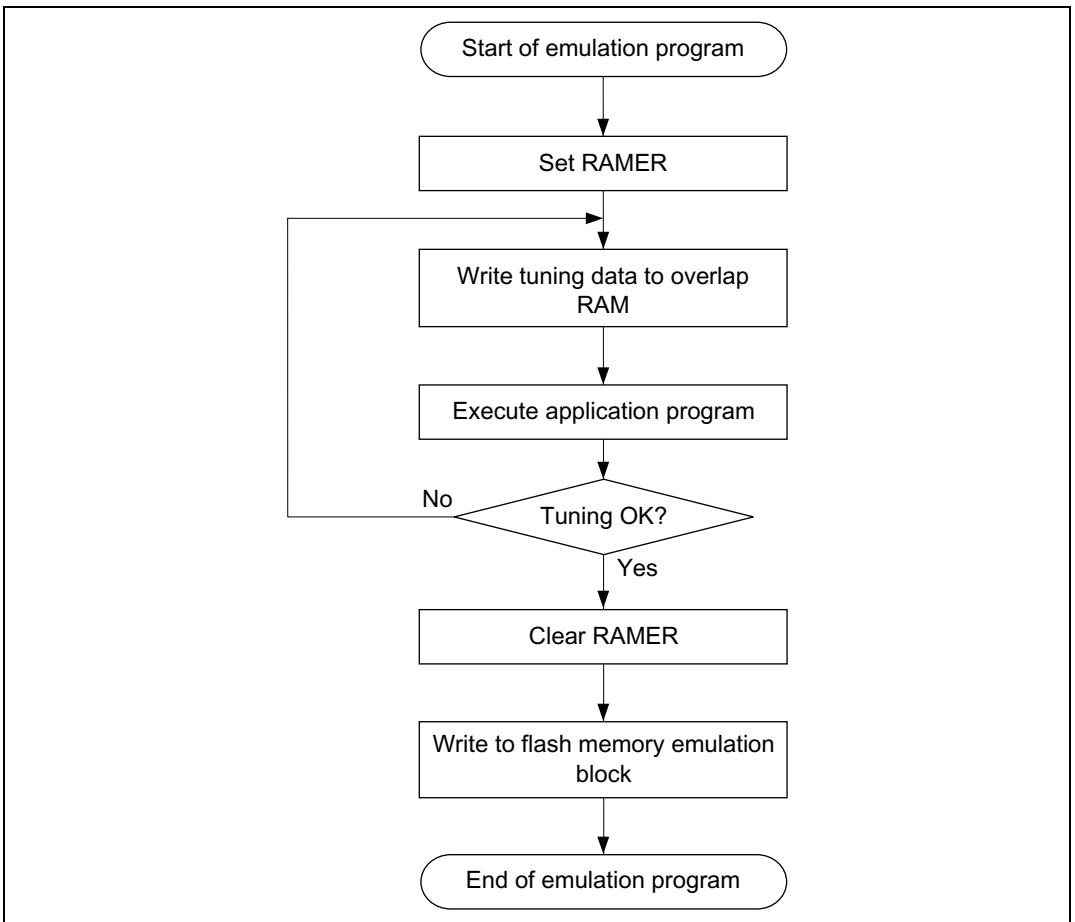 Start of emulation program
Set RAMER
Write tuning data to overlap
RAM
Execute application program
No
Tuning OK?
Yes
Clear RAMER
Write to flash memory emulation
block
End of emulation program